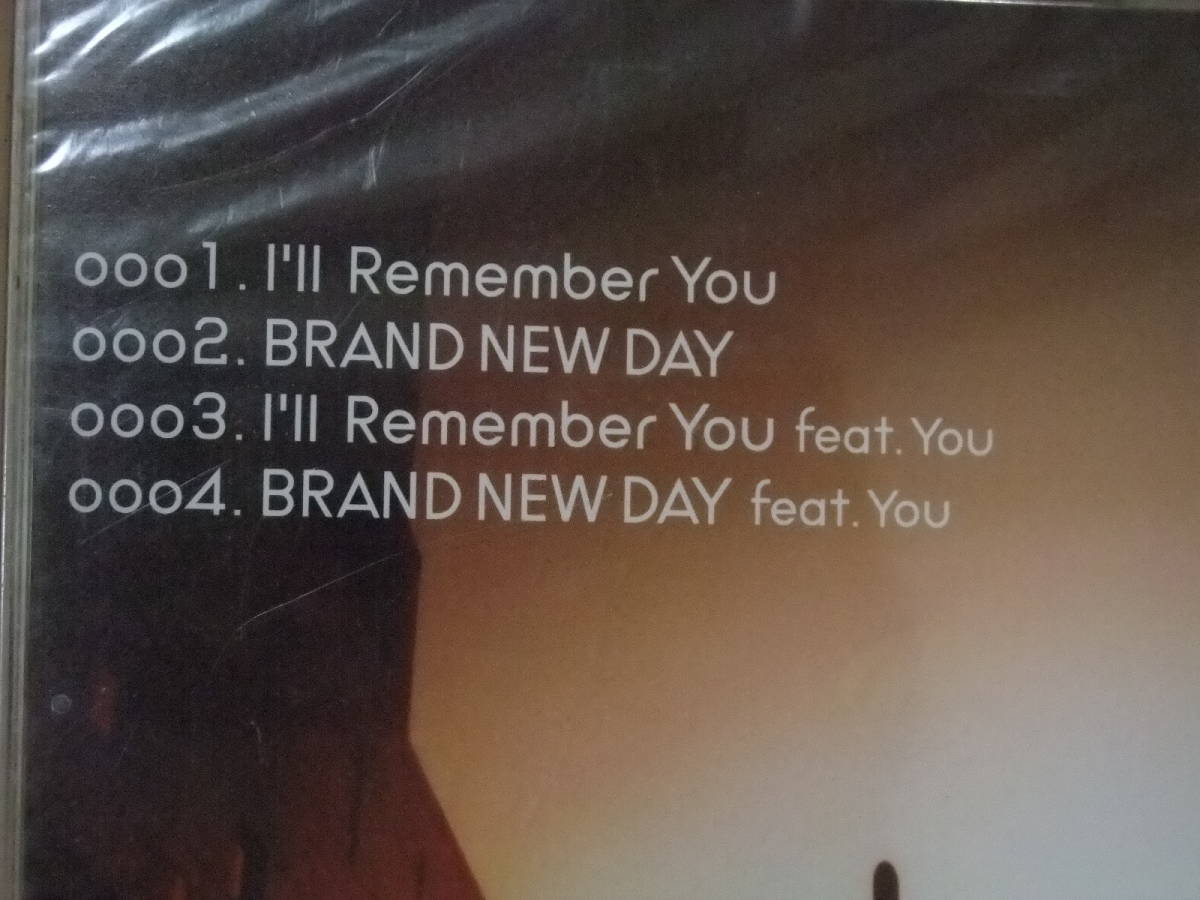 0001. I'll Remember You
0002. BRAND NEW DAY
0003. I'll Remember You feat. You
0004. BRAND NEW DAY feat. You